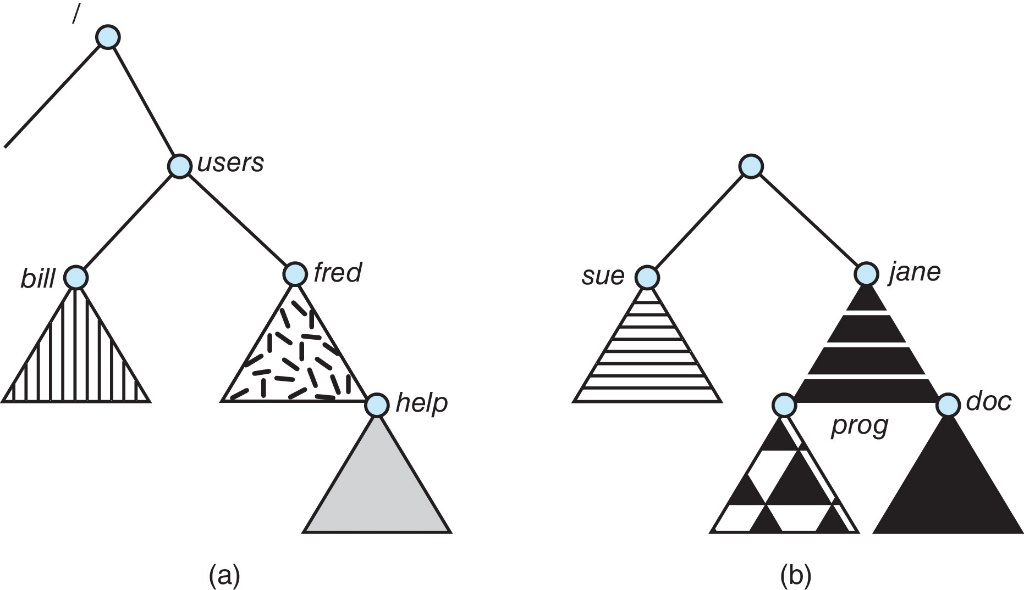 /
users
bill
fred
help
(a)
sue
jane
prog
doc
(b)